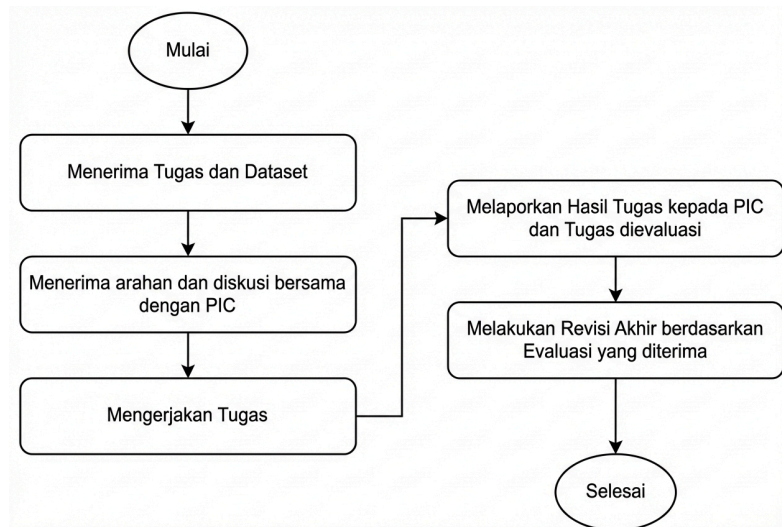 Mulai
Menerima Tugas dan Dataset
Menerima arahan dan diskusi bersama
dengan PIC
Mengerjakan Tugas
Melaporkan Hasil Tugas kepada PIC
dan Tugas dievaluasi
Melakukan Revisi Akhir berdasarkan
Evaluasi yang diterima
Selesai